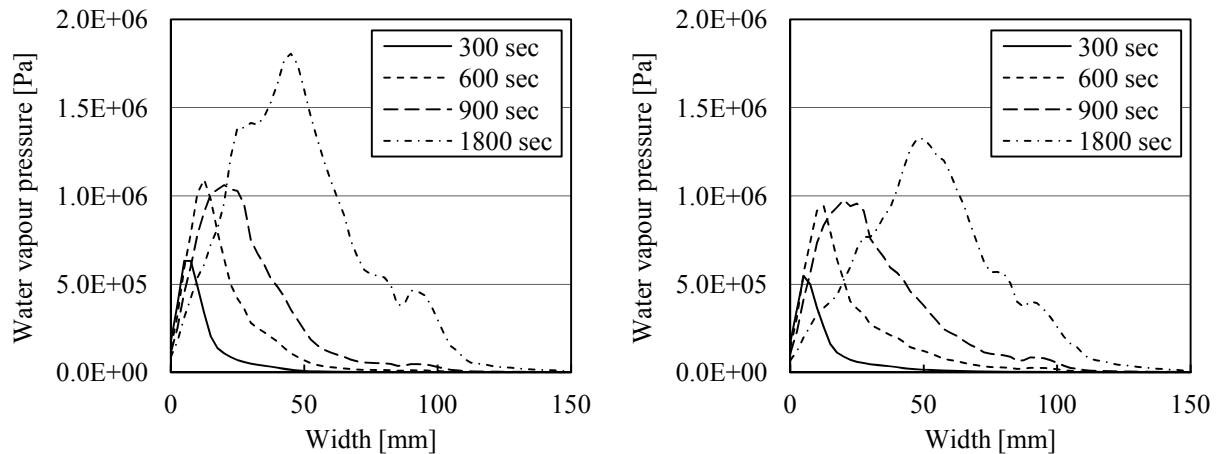 Water vapour pressure [Pa]
2.0E+06
1.5E+06
1.0E+06
5.0E+05
0.0E+00
300 sec
600 sec
900 sec
1800 sec
0 50 100 150
Width [mm]
Water vapour pressure [Pa]
2.0E+06
1.5E+06
1.0E+06
5.0E+05
0.0E+00
300 sec
600 sec
900 sec
1800 sec
0 50 100 150
Width [mm]